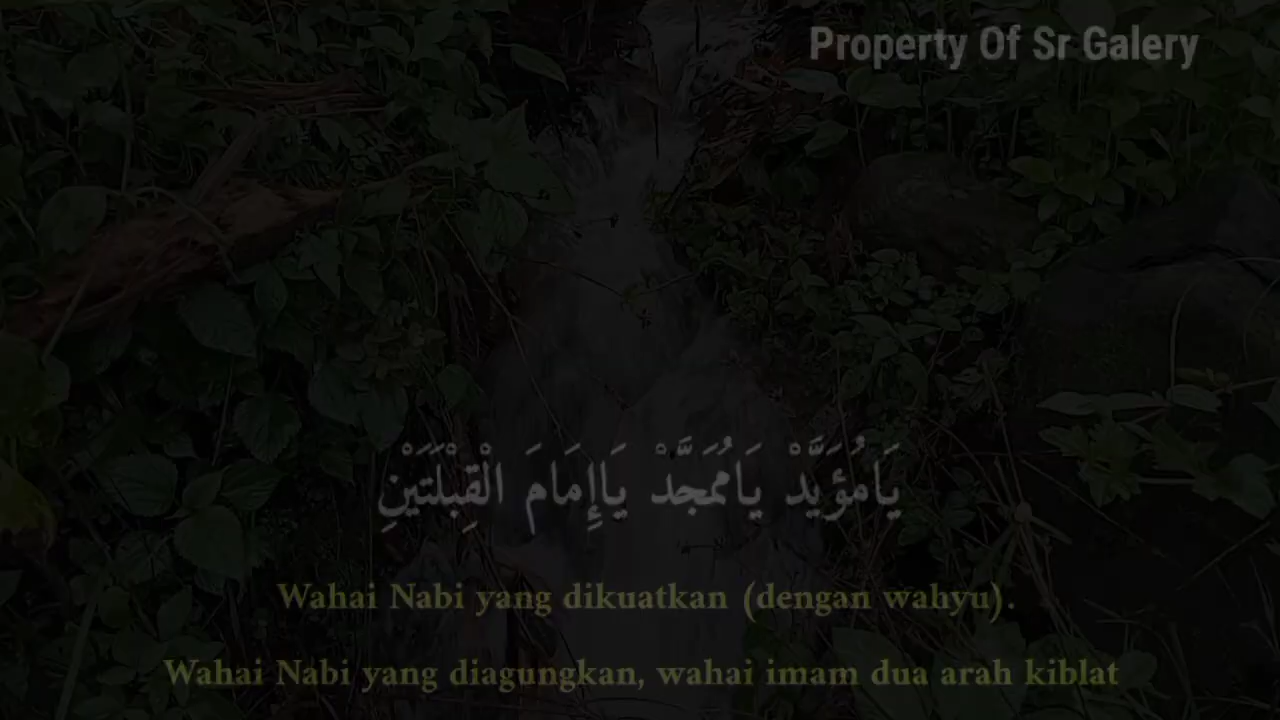 Property Of Sr Galery
يَامُؤَيَّدْ يَامُمَجَّدْ يَاإِمَامَ الْقِبْلَتَيْنِ
Wahai Nabi yang dikuatkan (dengan wahyu).
Wahai Nabi yang diagungkan, wahai imam dua arah kiblat